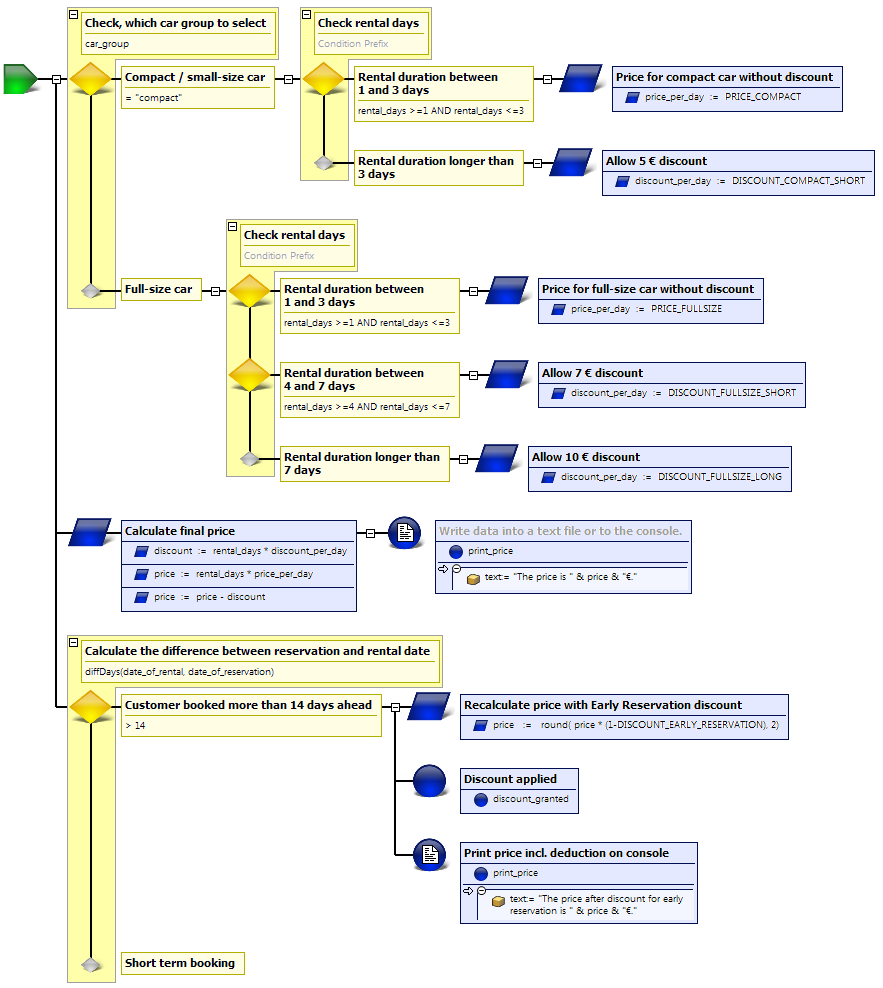 Check, which car group to select
car_group
Check rental days
Condition Prefix
Compact / small-size car
= "compact"
Rental duration between
1 and 3 days
rental_days >=1 AND rental_days <=3
Price for compact car without discount
price_per_day := PRICE_COMPACT
Rental duration longer than
3 days
Allow 5 € discount
discount_per_day := DISCOUNT_COMPACT_SHORT
Check rental days
Condition Prefix
Full-size car
Rental duration between
1 and 3 days
rental_days >=1 AND rental_days <=3
Price for full-size car without discount
price_per_day := PRICE_FULLSIZE
Rental duration between
4 and 7 days
rental_days >=4 AND rental_days <=7
Allow 7 € discount
discount_per_day := DISCOUNT_FULLSIZE_SHORT
Rental duration longer than
7 days
Allow 10 € discount
discount_per_day := DISCOUNT_FULLSIZE_LONG
Calculate final price
discount := rental_days * discount_per_day
price := rental_days * price_per_day
price := price - discount
Write data into a text file or to the console.
print_price
text:= "The price is " & price & "€."
Calculate the difference between reservation and rental date
diffDays(date_of_rental, date_of_reservation)
Customer booked more than 14 days ahead
> 14
Recalculate price with Early Reservation discount
price := round( price * (1-DISCOUNT_EARLY_RESERVATION), 2)
Discount applied
discount_granted
Print price incl. deduction on console
print_price
text:= "The price after discount for early
reservation is " & price & "€."
Short term booking